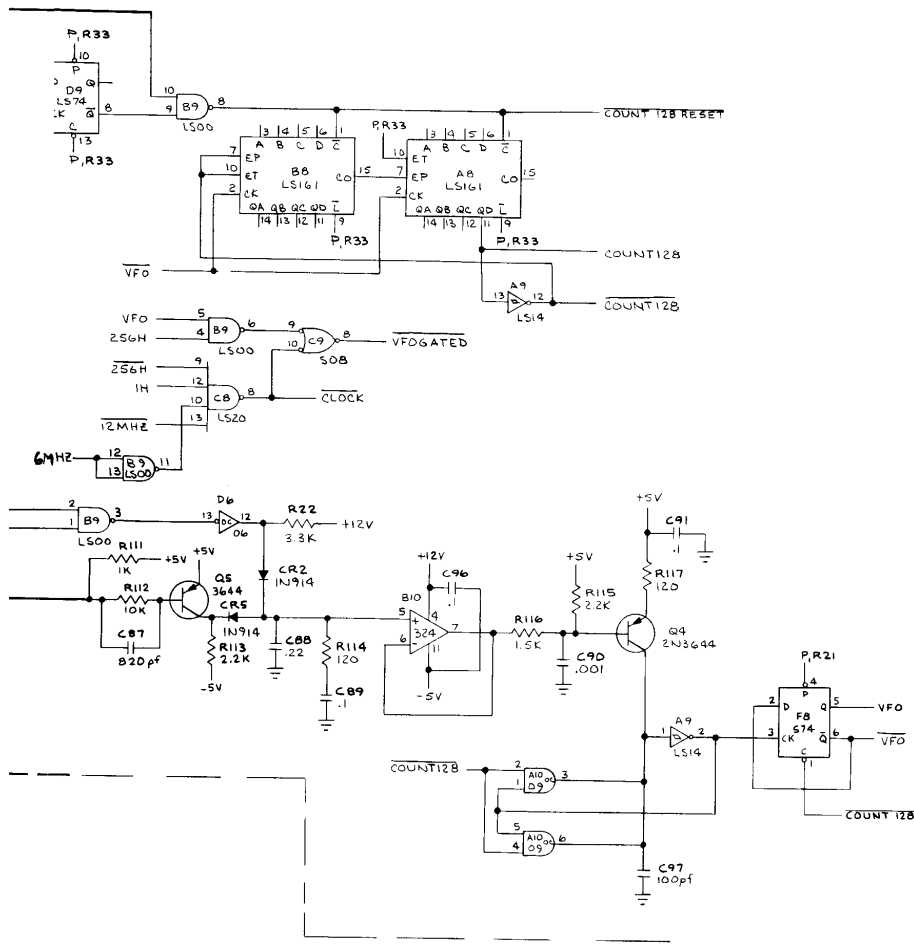 P, R33
10
P
D Q
D9
LS74
CK Q 8
C
13
P, R33
10
9 B9 8
LS00
COUNT 128 RESET
3 4 5 6 1
A B C D C
7 EP
10 ET
2 CK
B8
LS161
CO 15
QA QB QC QD L
14 13 12 11 9
P, R33
P, R33
3 4 5 6 1
A B C D C
10 ET
7 EP
2 CK
A8
LS161
CO 15
QA QB QC QD L
14 13 12 11 9
P, R33
VFO
COUNT128
A9
13 12
LS14
COUNT128
VFO 5
256H 4
B9 6
LS00
9
10 C9 8
S08
VFOGATED
256H 9
1H 12
10
12MHZ 13
C8 8
LS20
CLOCK
6MHZ 12
13 B9 11
LS00
2
1 B9 3
LS00
D6
13 OC 12
06
R22
3.3K
+12V
R111
1K
+5V
R112
10K
C87
820pf
+5V
Q5
3644
CR5
1N914
R113
2.2K
-5V
CR2
1N914
C88
.22
R114
120
C89
.1
+12V
C96
.1
B10
5 + 4
324 7
6 - 11
-5V
R116
1.5K
+5V
R115
2.2K
C90
.001
+5V
C91
.1
R117
120
Q4
2N3644
P, R21
4
P
2 D Q 5 VFO
F8
S74
3 CK Q 6 VFO
C
1
COUNT 128
A9
1 2
LS14
COUNT128
2
1 A10 OC 3
09
5
4 A10 OC 6
09
C97
100pf